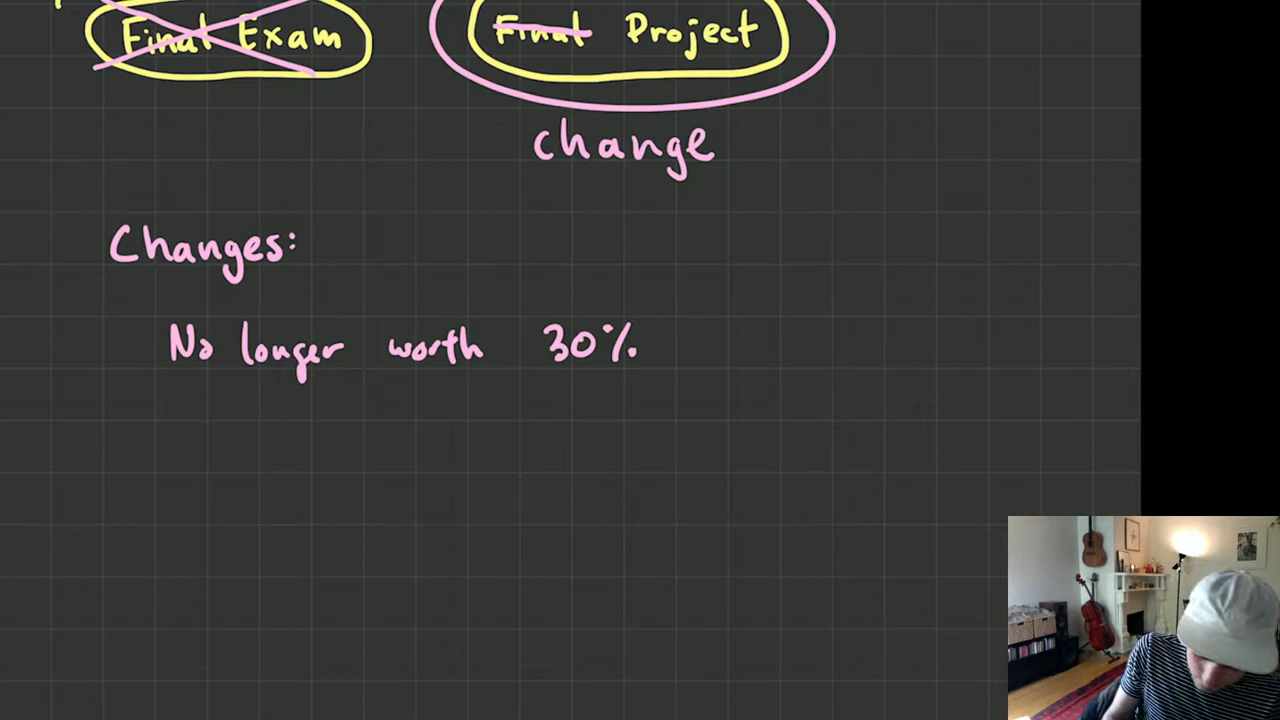 Final Exam
Final Project
change
Changes:
No longer worth 30%